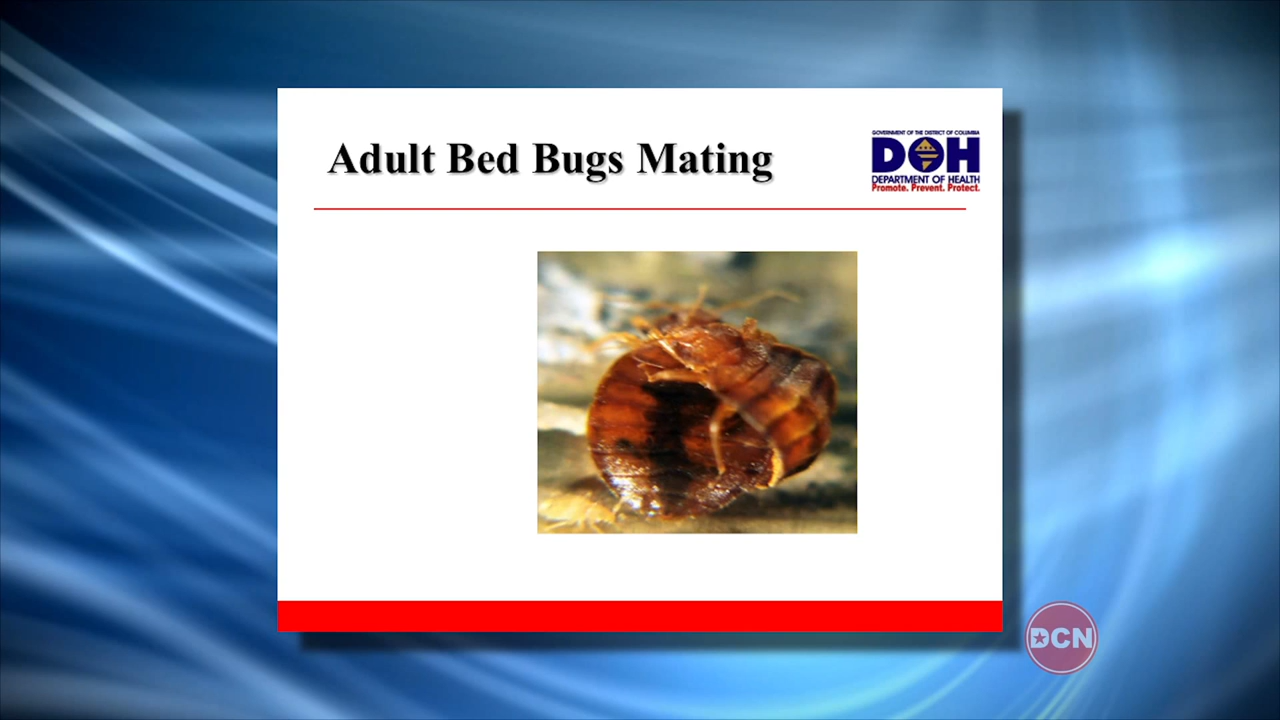 Adult Bed Bugs Mating
GOVERNMENT OF THE DISTRICT OF COLUMBIA
DOH
DEPARTMENT OF HEALTH
Promote. Prevent. Protect.
DCN